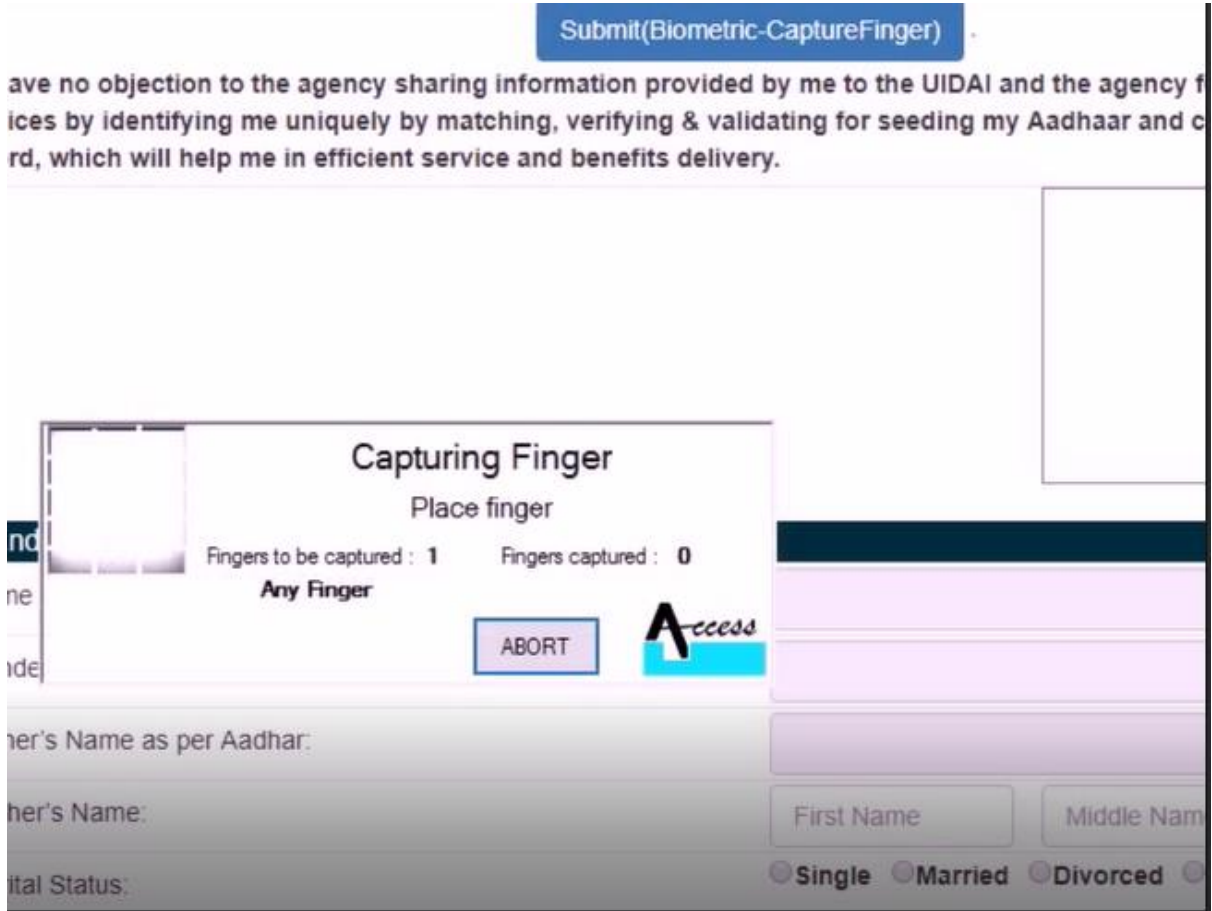 Submit(Biometric-CaptureFinger)
ave no objection to the agency sharing information provided by me to the UIDAI and the agency f
ices by identifying me uniquely by matching, verifying & validating for seeding my Aadhaar and c
rd, which will help me in efficient service and benefits delivery.
Capturing Finger
Place finger
Fingers to be captured : 1 Fingers captured : 0
Any Finger
ABORT
Access
nd
me
nde
her's Name as per Aadhar:
her's Name:
First Name
Middle Nam
rital Status:
Single Married Divorced